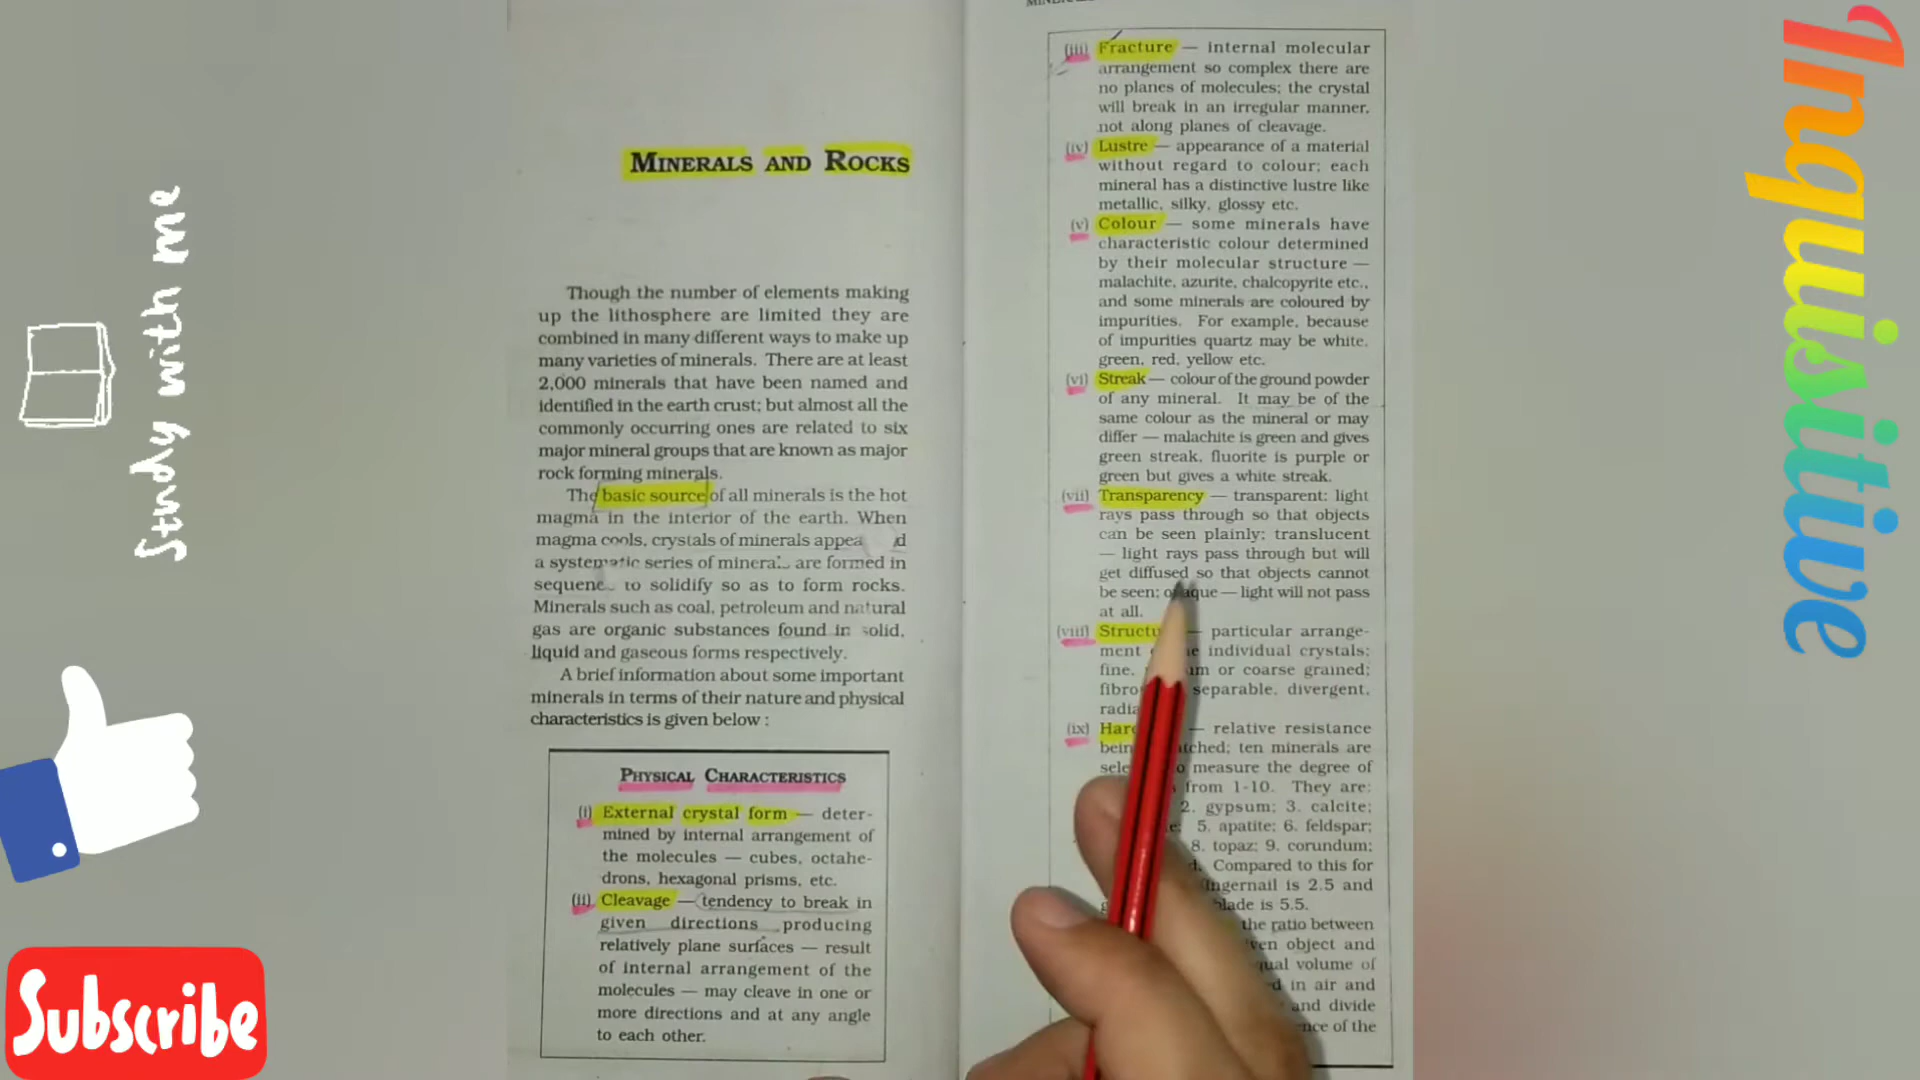 Study with me
Subscribe
MINERALS AND ROCKS
Though the number of elements making
up the lithosphere are limited they are
combined in many different ways to make up
many varieties of minerals. There are at least
2,000 minerals that have been named and
identified in the earth crust; but almost all the
commonly occurring ones are related to six
major mineral groups that are known as major
rock forming minerals.
The basic source of all minerals is the hot
magma in the interior of the earth. When
magma cools, crystals of minerals
a systematic series of minerals are formed in
to solidify so as to form rocks.
Minerals such as coal, petroleum and natural
gas are organic substances found in solid,
liquid and gaseous forms respectively.
A brief information about some important
minerals in terms of their nature and physical
characteristics is given below :
PHYSICAL CHARACTERISTICS
(i) External crystal form — deter-
mined by internal arrangement of
the molecules — cubes, octahe-
drons, hexagonal prisms, etc.
(ii) Cleavage — tendency to break in
given directions producing
relatively plane surfaces — result
of internal arrangement of the
molecules — may cleave in one or
more directions and at any angle
to each other.
(iii) Fracture — internal molecular
arrangement so complex there are
no planes of molecules; the crystal
will break in an irregular manner,
not along planes of cleavage.
(iv) Lustre — appearance of a material
without regard to colour; each
mineral has a distinctive lustre like
metallic, silky, glossy etc.
(v) Colour — some minerals have
characteristic colour determined
by their molecular structure —
malachite, azurite, chalcopyrite etc.,
and some minerals are coloured by
impurities. For example, because
of impurities quartz may be white,
green, red, yellow etc.
(vi) Streak — colour of the ground powder
of any mineral. It may be of the
same colour as the mineral or may
differ — malachite is green and gives
green streak, fluorite is purple or
green but gives a white streak.
(vii) Transparency — transparent: light
rays pass through so that objects
can be seen plainly; translucent
— light rays pass through but will
get diffused so that objects cannot
be seen; opaque — light will not pass
at all.
(viii) — particular arrange-
ment individual crystals;
fine, or coarse grained;
separable, divergent,
(ix) — relative resistance
ten minerals are
measure the degree of
from 1-10. They are:
2. gypsum; 3. calcite;
5. apatite; 6. feldspar;
8. topaz; 9. corundum;
Compared to this for
fingernail is 2.5 and
blade is 5.5.
the ratio between
object and
volume of
in air and
and divide
of the
Inquisitive